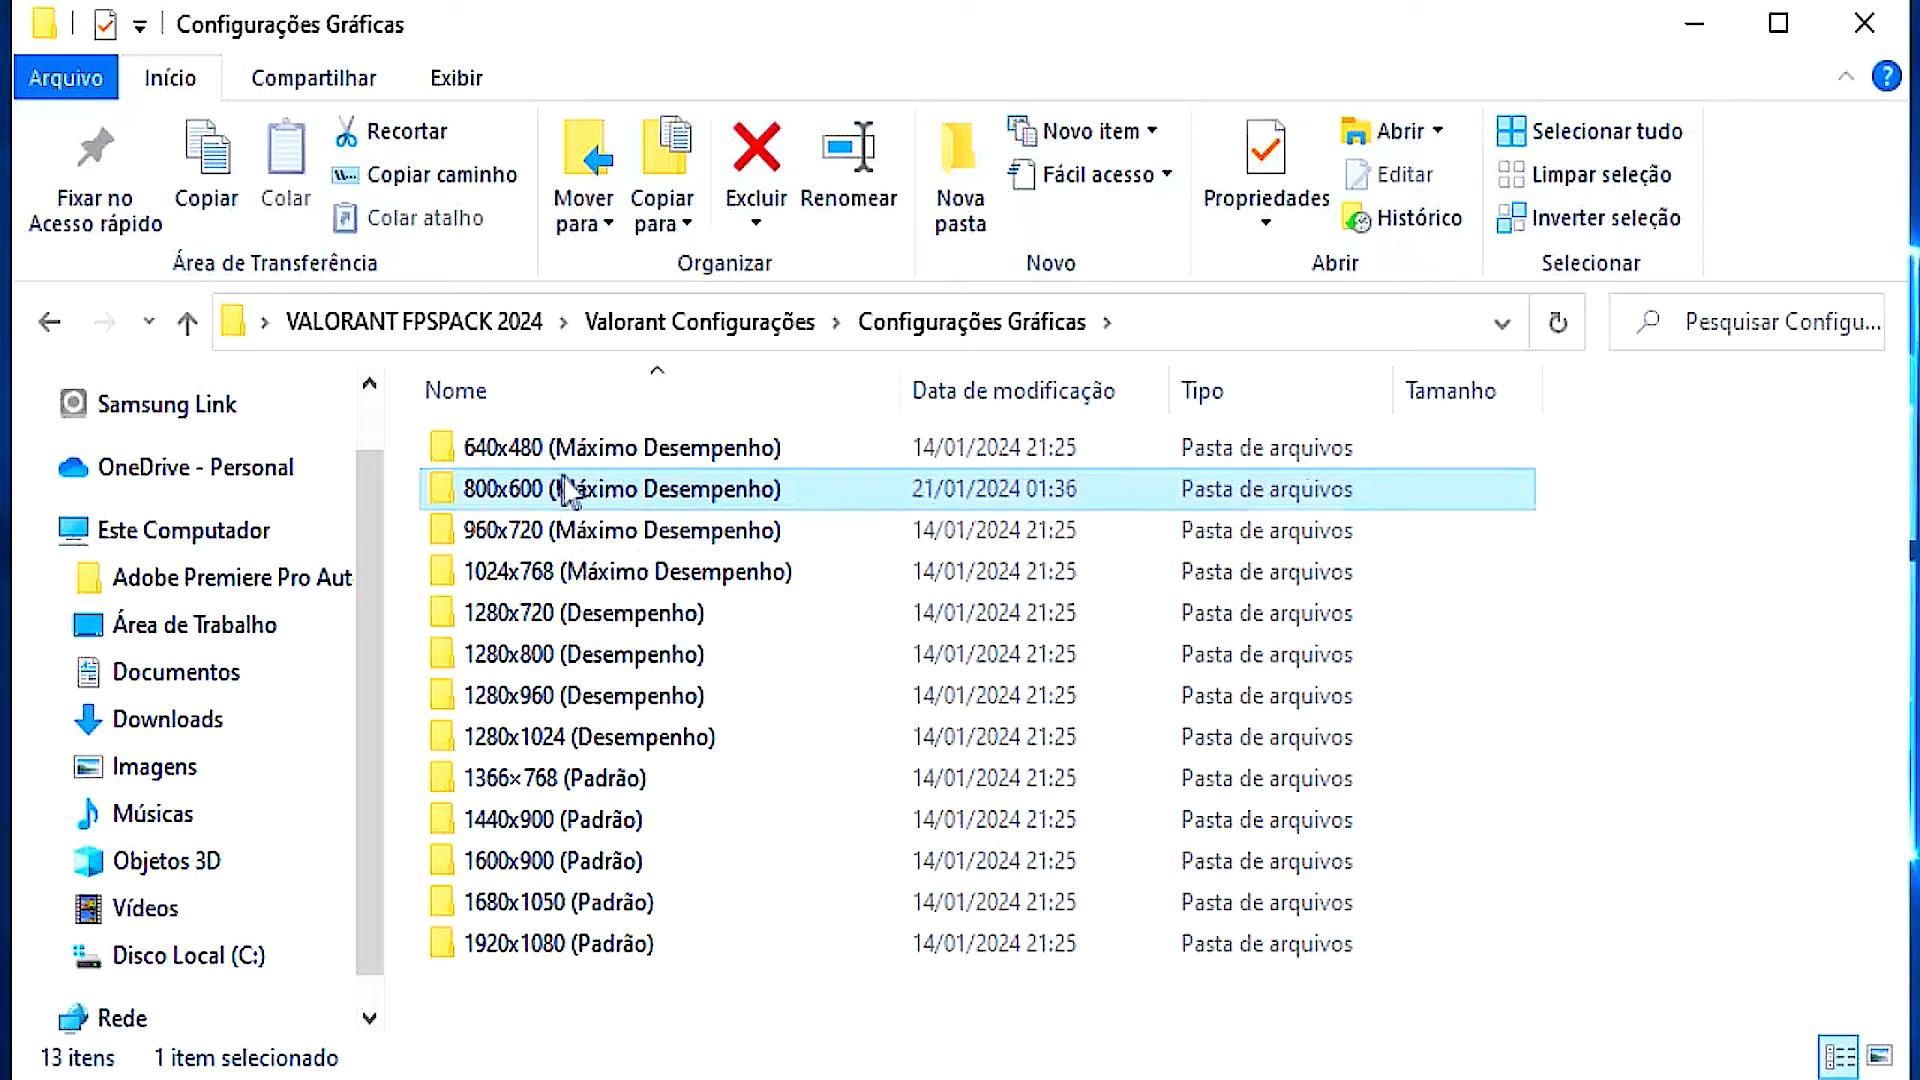 Configurações Gráficas
Arquivo Início Compartilhar Exibir
Fixar no
Acesso rápido
Copiar
Colar
Recortar
Copiar caminho
Colar atalho
Área de Transferência
Mover
para
Copiar
para
Excluir
Renomear
Organizar
Nova
pasta
Novo item
Fácil acesso
Novo
Propriedades
Abrir
Editar
Histórico
Abrir
Selecionar tudo
Limpar seleção
Inverter seleção
Selecionar
VALORANT FPSPACK 2024 > Valorant Configurações > Configurações Gráficas >
Pesquisar Configu...
Samsung Link
OneDrive - Personal
Este Computador
Adobe Premiere Pro Aut
Área de Trabalho
Documentos
Downloads
Imagens
Músicas
Objetos 3D
Vídeos
Disco Local (C:)
Rede
Nome Data de modificação Tipo Tamanho
640x480 (Máximo Desempenho) 14/01/2024 21:25 Pasta de arquivos
800x600 (Máximo Desempenho) 21/01/2024 01:36 Pasta de arquivos
960x720 (Máximo Desempenho) 14/01/2024 21:25 Pasta de arquivos
1024x768 (Máximo Desempenho) 14/01/2024 21:25 Pasta de arquivos
1280x720 (Desempenho) 14/01/2024 21:25 Pasta de arquivos
1280x800 (Desempenho) 14/01/2024 21:25 Pasta de arquivos
1280x960 (Desempenho) 14/01/2024 21:25 Pasta de arquivos
1280x1024 (Desempenho) 14/01/2024 21:25 Pasta de arquivos
1366×768 (Padrão) 14/01/2024 21:25 Pasta de arquivos
1440x900 (Padrão) 14/01/2024 21:25 Pasta de arquivos
1600x900 (Padrão) 14/01/2024 21:25 Pasta de arquivos
1680x1050 (Padrão) 14/01/2024 21:25 Pasta de arquivos
1920x1080 (Padrão) 14/01/2024 21:25 Pasta de arquivos
13 itens 1 item selecionado